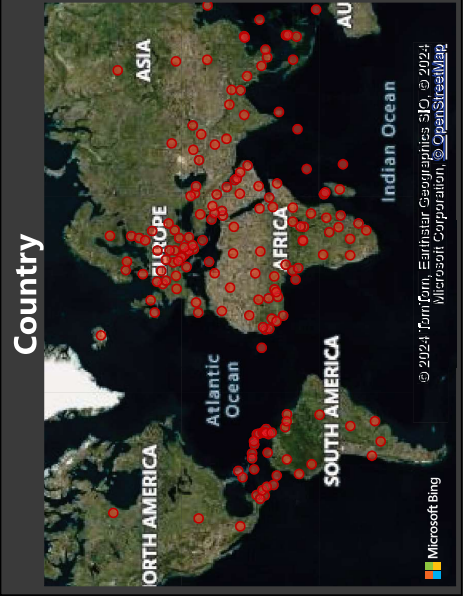 Country
ASIA
EUROPE
ORTH AMERICA
Atlantic
Ocean
AFRICA
AU
SOUTH AMERICA
Indian Ocean
Microsoft Bing
© 2024 TomTom, Earthstar Geographics SIO, © 2024
Microsoft Corporation, © OpenStreetMap